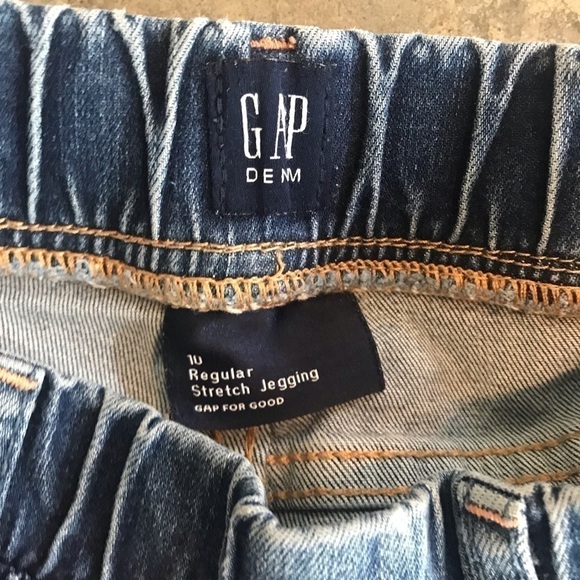 GAP
DENIM
10
Regular
Stretch Jegging
GAP FOR GOOD